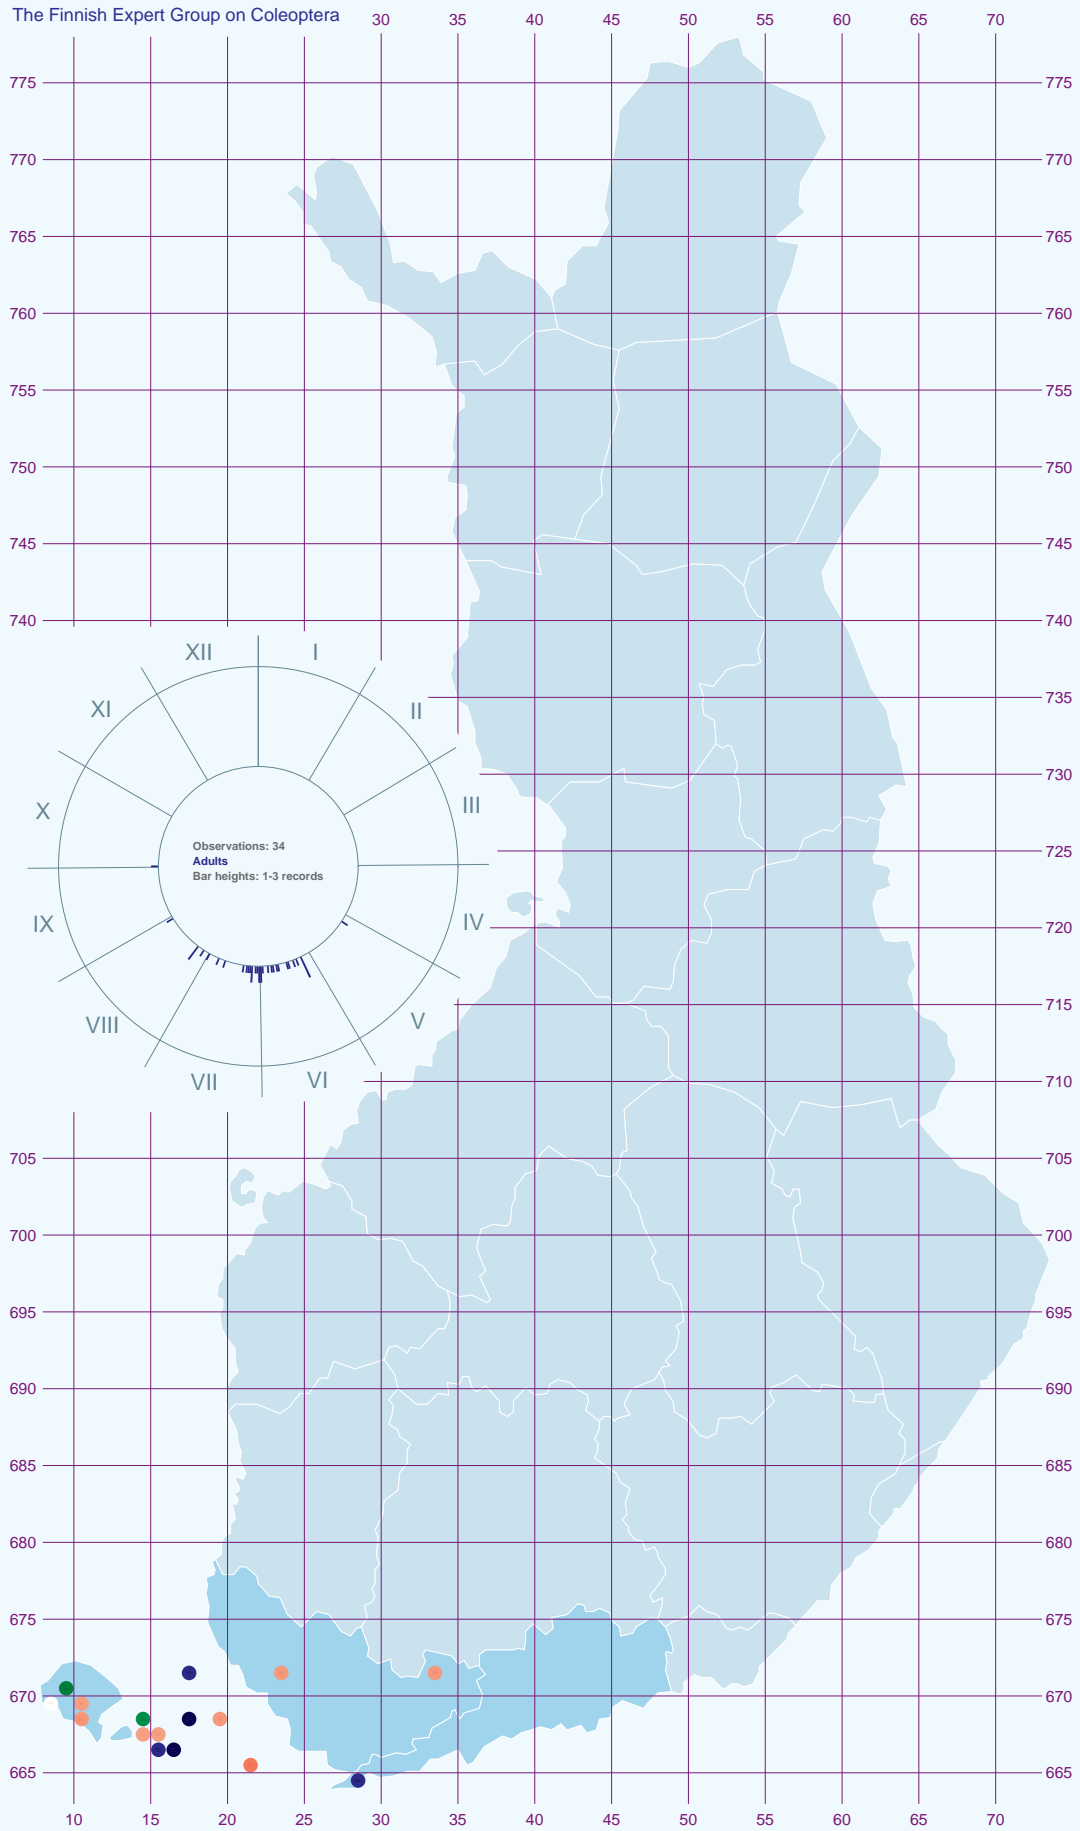 The Finnish Expert Group on Coleoptera
30 35 40 45 50 55 60 65 70
775 775
770 770
765 765
760 760
755 755
750 750
745 745
740 740
XII I
XI II
735
730
X III
Observations: 34
Adults
Bar heights: 1-3 records
725
IX IV
720
715
VIII V
VII VI
710
705 705
700 700
695 695
690 690
685 685
680 680
675 675
670 670
665 665
10 15 20 25 30 35 40 45 50 55 60 65 70